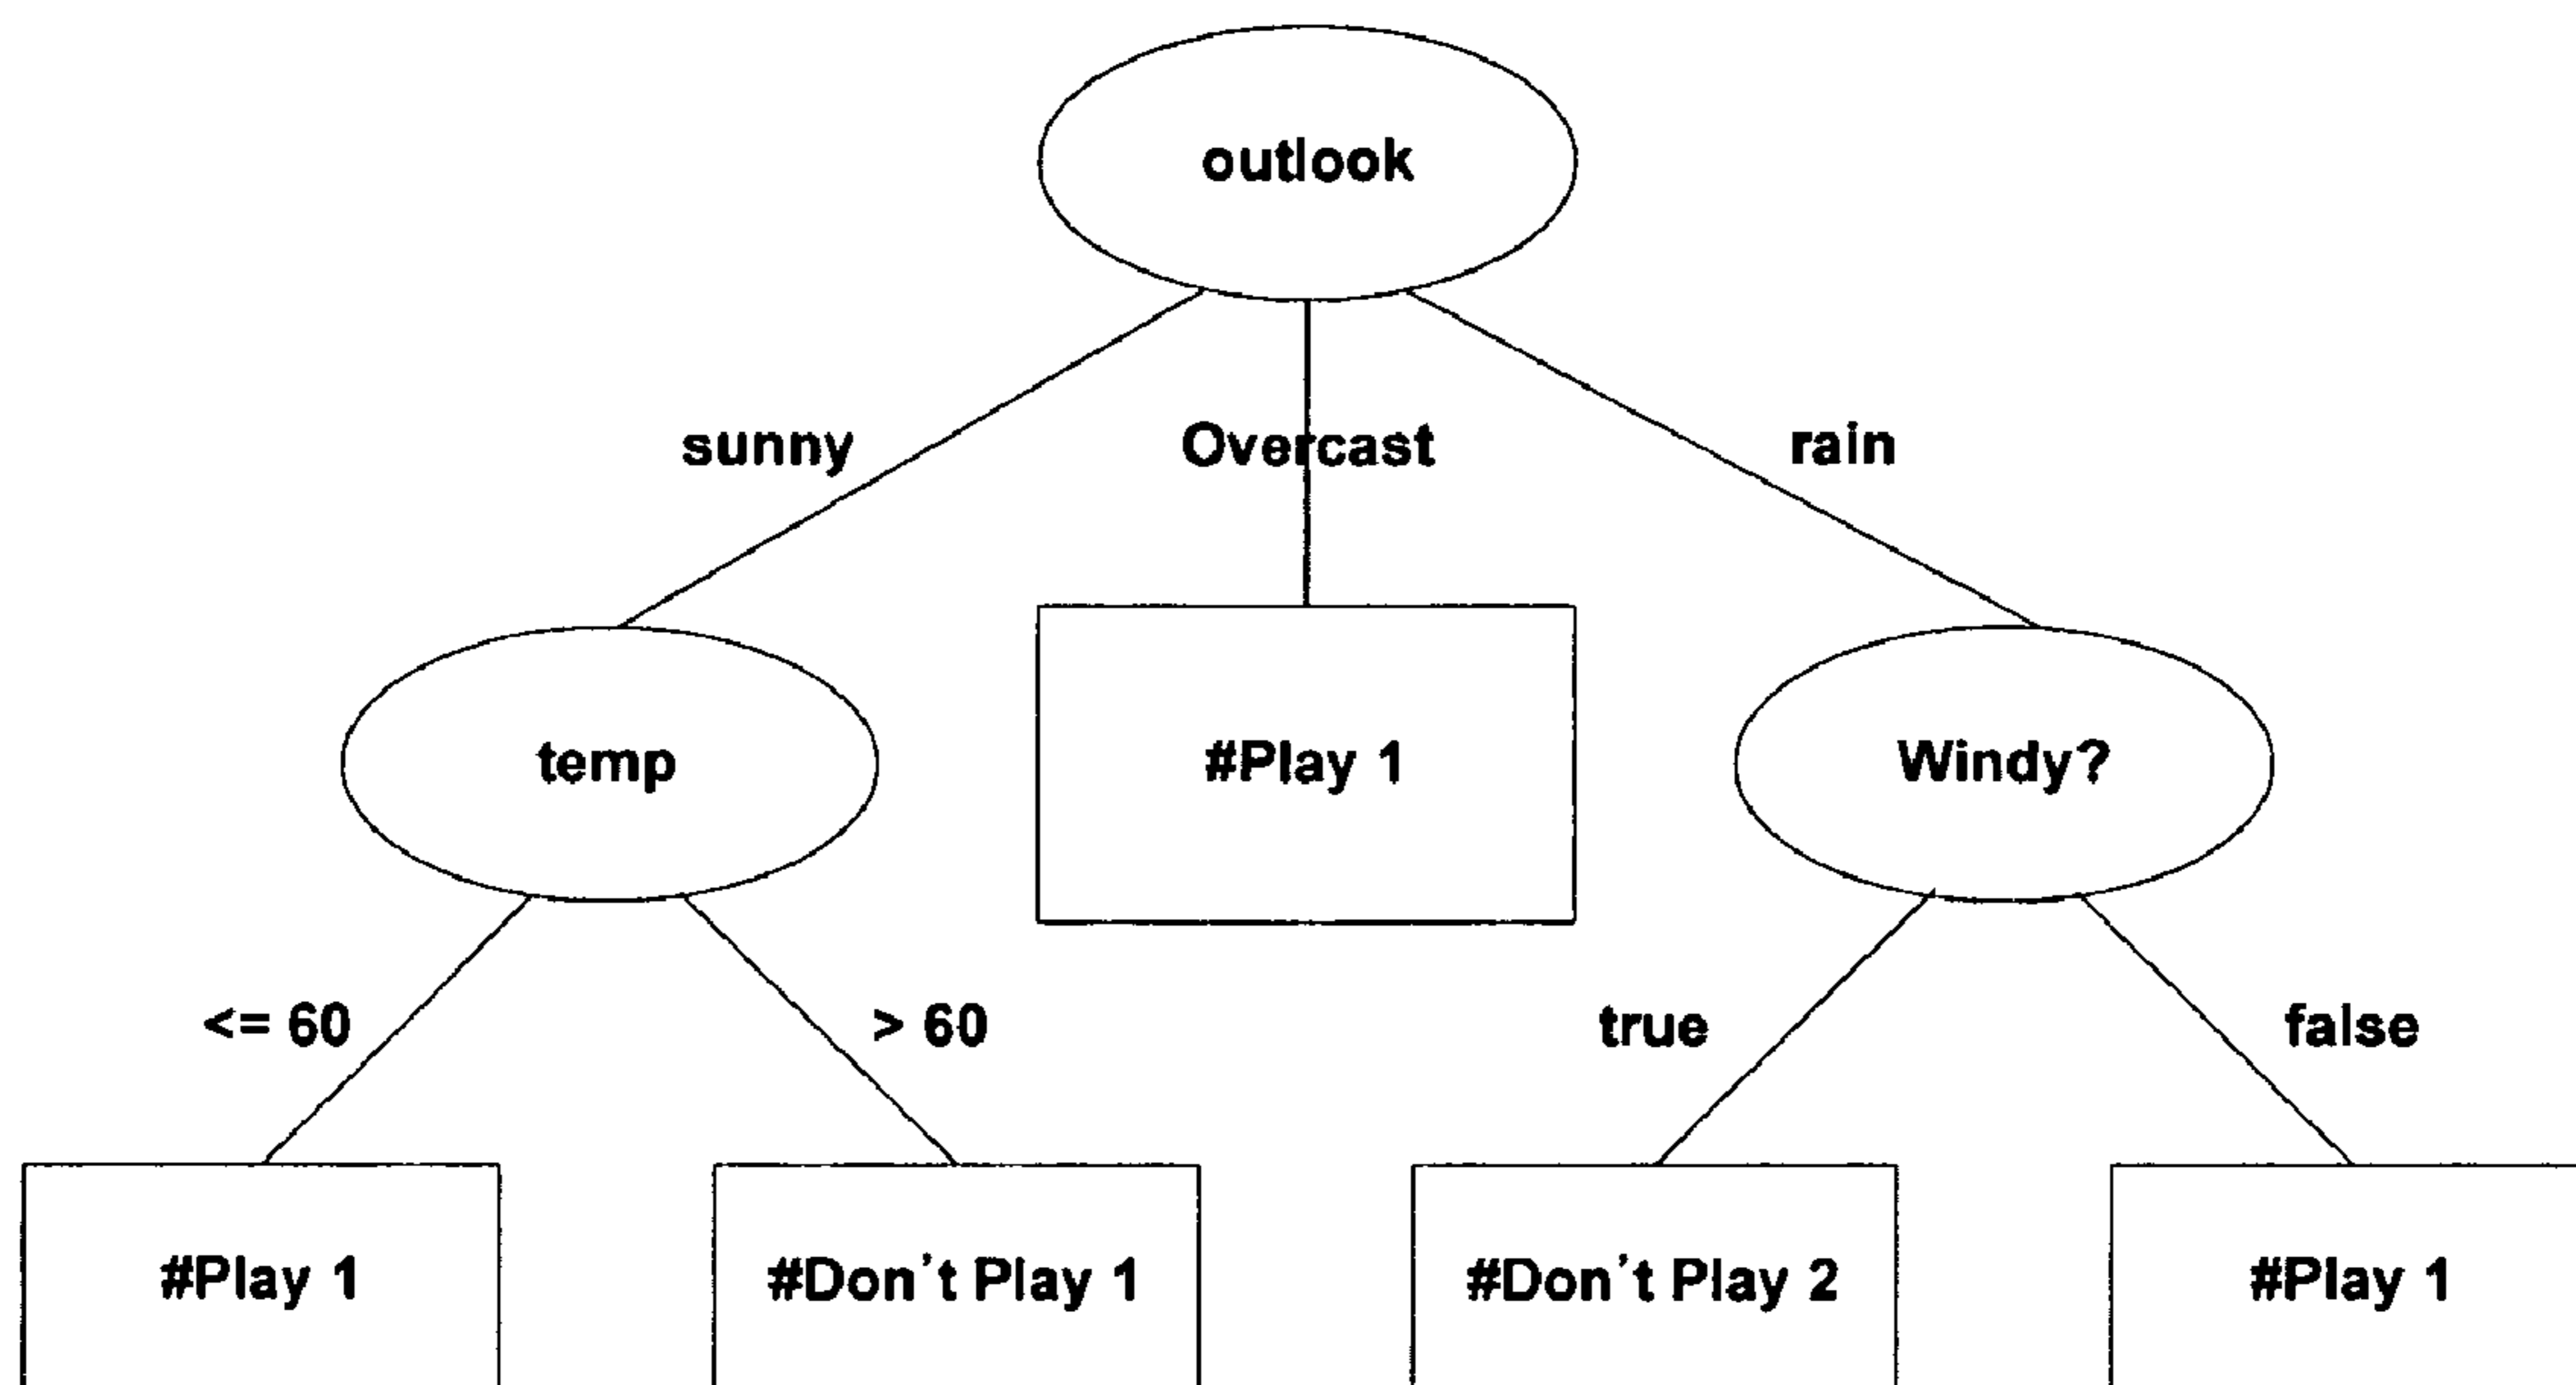 outlook
sunny
Overcast
rain
temp
#Play 1
Windy?
<= 60
> 60
true
false
#Play 1
#Don't Play 1
#Don't Play 2
#Play 1